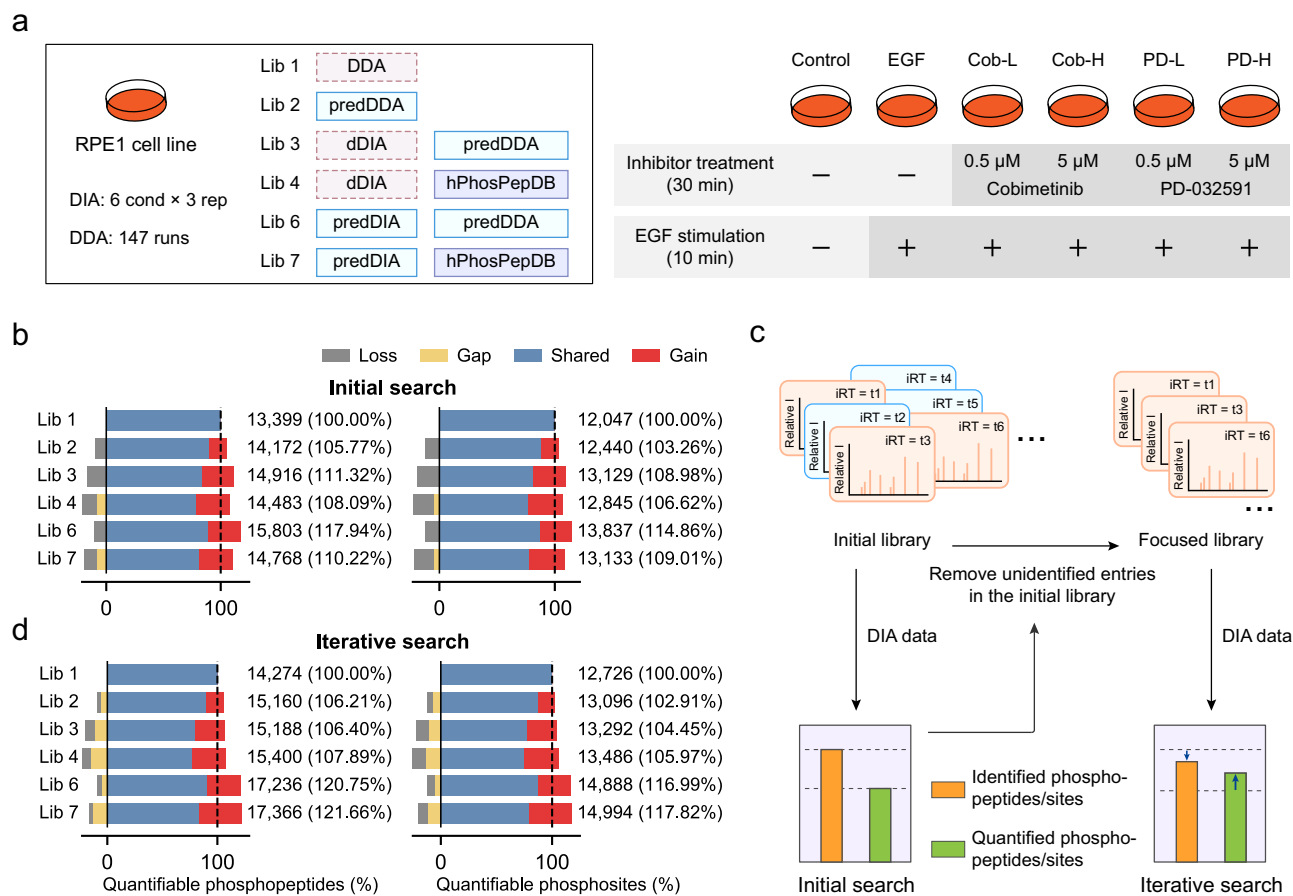 a
Lib 1 DDA
Lib 2 predDDA
Lib 3 dDIA predDDA
Lib 4 dDIA hPhosPepDB
Lib 6 predDIA predDDA
Lib 7 predDIA hPhosPepDB
RPE1 cell line
DIA: 6 cond × 3 rep
DDA: 147 runs
Control EGF Cob-L Cob-H PD-L PD-H
Inhibitor treatment
(30 min)
− − 0.5 µM 5 µM 0.5 µM 5 µM
Cobimetinib PD-032591
EGF stimulation
(10 min)
− + + + + +
b
Loss Gap Shared Gain
Initial search
Lib 1 13,399 (100.00%) 12,047 (100.00%)
Lib 2 14,172 (105.77%) 12,440 (103.26%)
Lib 3 14,916 (111.32%) 13,129 (108.98%)
Lib 4 14,483 (108.09%) 12,845 (106.62%)
Lib 6 15,803 (117.94%) 13,837 (114.86%)
Lib 7 14,768 (110.22%) 13,133 (109.01%)
0 100 0 100
d
Iterative search
Lib 1 14,274 (100.00%) 12,726 (100.00%)
Lib 2 15,160 (106.21%) 13,096 (102.91%)
Lib 3 15,188 (106.40%) 13,292 (104.45%)
Lib 4 15,400 (107.89%) 13,486 (105.97%)
Lib 6 17,236 (120.75%) 14,888 (116.99%)
Lib 7 17,366 (121.66%) 14,994 (117.82%)
0 100 0 100
Quantifiable phosphopeptides (%) Quantifiable phosphosites (%)
c
iRT = t4
iRT = t1
iRT = t5
iRT = t2
iRT = t6
iRT = t3
Relative I
Relative I
Relative I
...
iRT = t1
iRT = t3
iRT = t6
Relative I
Relative I
Relative I
...
Initial library
Focused library
Remove unidentified entries
in the initial library
DIA data
DIA data
Identified phospho-
peptides/sites
Quantified phospho-
peptides/sites
Initial search
Iterative search